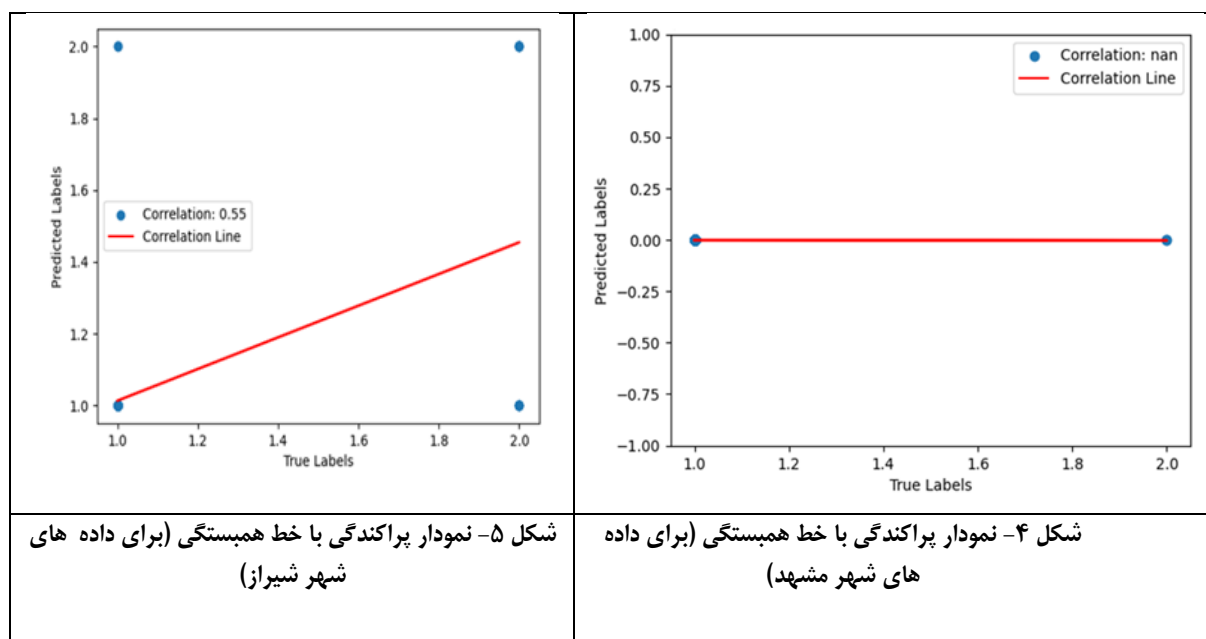 2.0
1.8
1.6
1.4
1.2
1.0
Predicted Labels
Correlation: 0.55
Correlation Line
1.0 1.2 1.4 1.6 1.8 2.0
True Labels
1.00
0.75
0.50
0.25
0.00
−0.25
−0.50
−0.75
−1.00
Predicted Labels
Correlation: nan
Correlation Line
1.0 1.2 1.4 1.6 1.8 2.0
True Labels
شکل ۴- نمودار پراکندگی با خط همبستگی (برای داده
های شهر مشهد)
شکل ۵- نمودار پراکندگی با خط همبستگی (برای داده های
شهر شیراز)